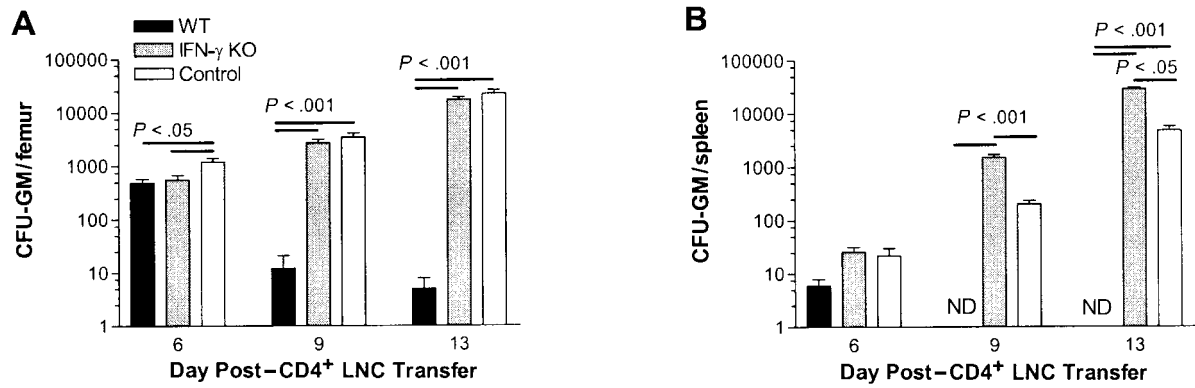 A
WT
IFN-γ KO
Control
CFU-GM/femur
100000
10000
1000
100
10
1
P < .05
P < .001
P < .001
6
9
13
Day Post–CD4+ LNC Transfer
B
CFU-GM/spleen
100000
10000
1000
100
10
1
P < .001
P < .001
P < .05
ND
ND
6
9
13
Day Post–CD4+ LNC Transfer